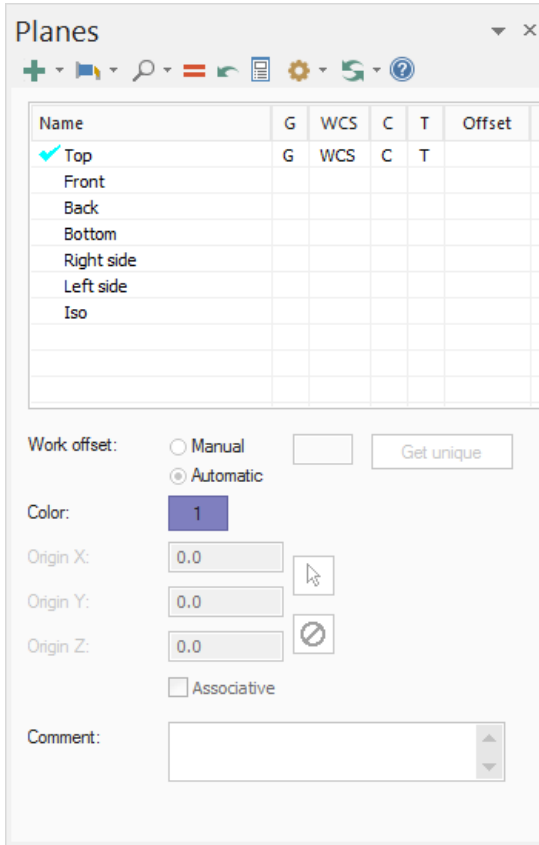 Planes
Name G WCS C T Offset
Top G WCS C T
Front
Back
Bottom
Right side
Left side
Iso
Work offset: Manual Get unique
Automatic
Color: 1
Origin X: 0.0
Origin Y: 0.0
Origin Z: 0.0
Associative
Comment: